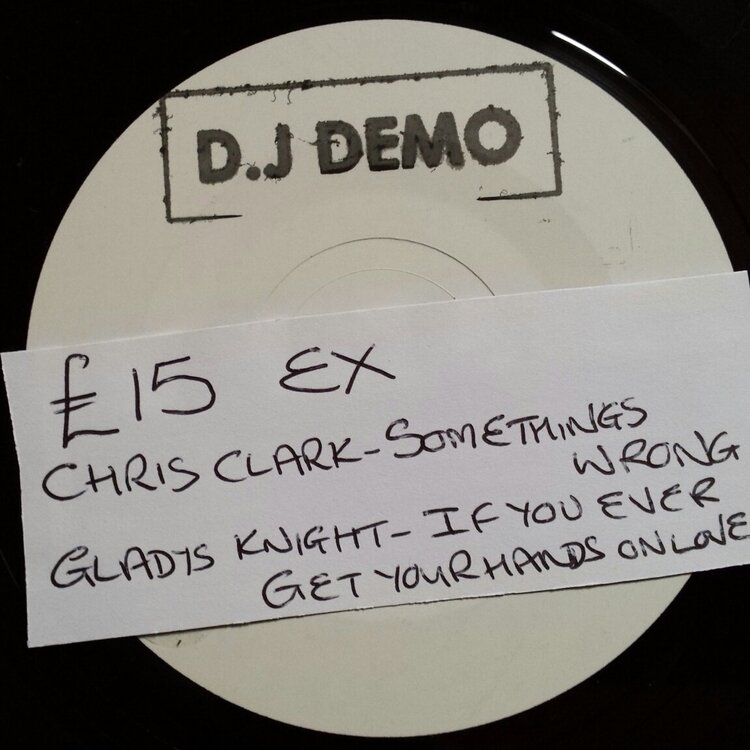 D.J DEMO
£15 EX
CHRIS CLARK-SOMETHINGS
WRONG
GLADYS KNIGHT-IF YOU EVER
GET YOUR HANDS ON LOVE